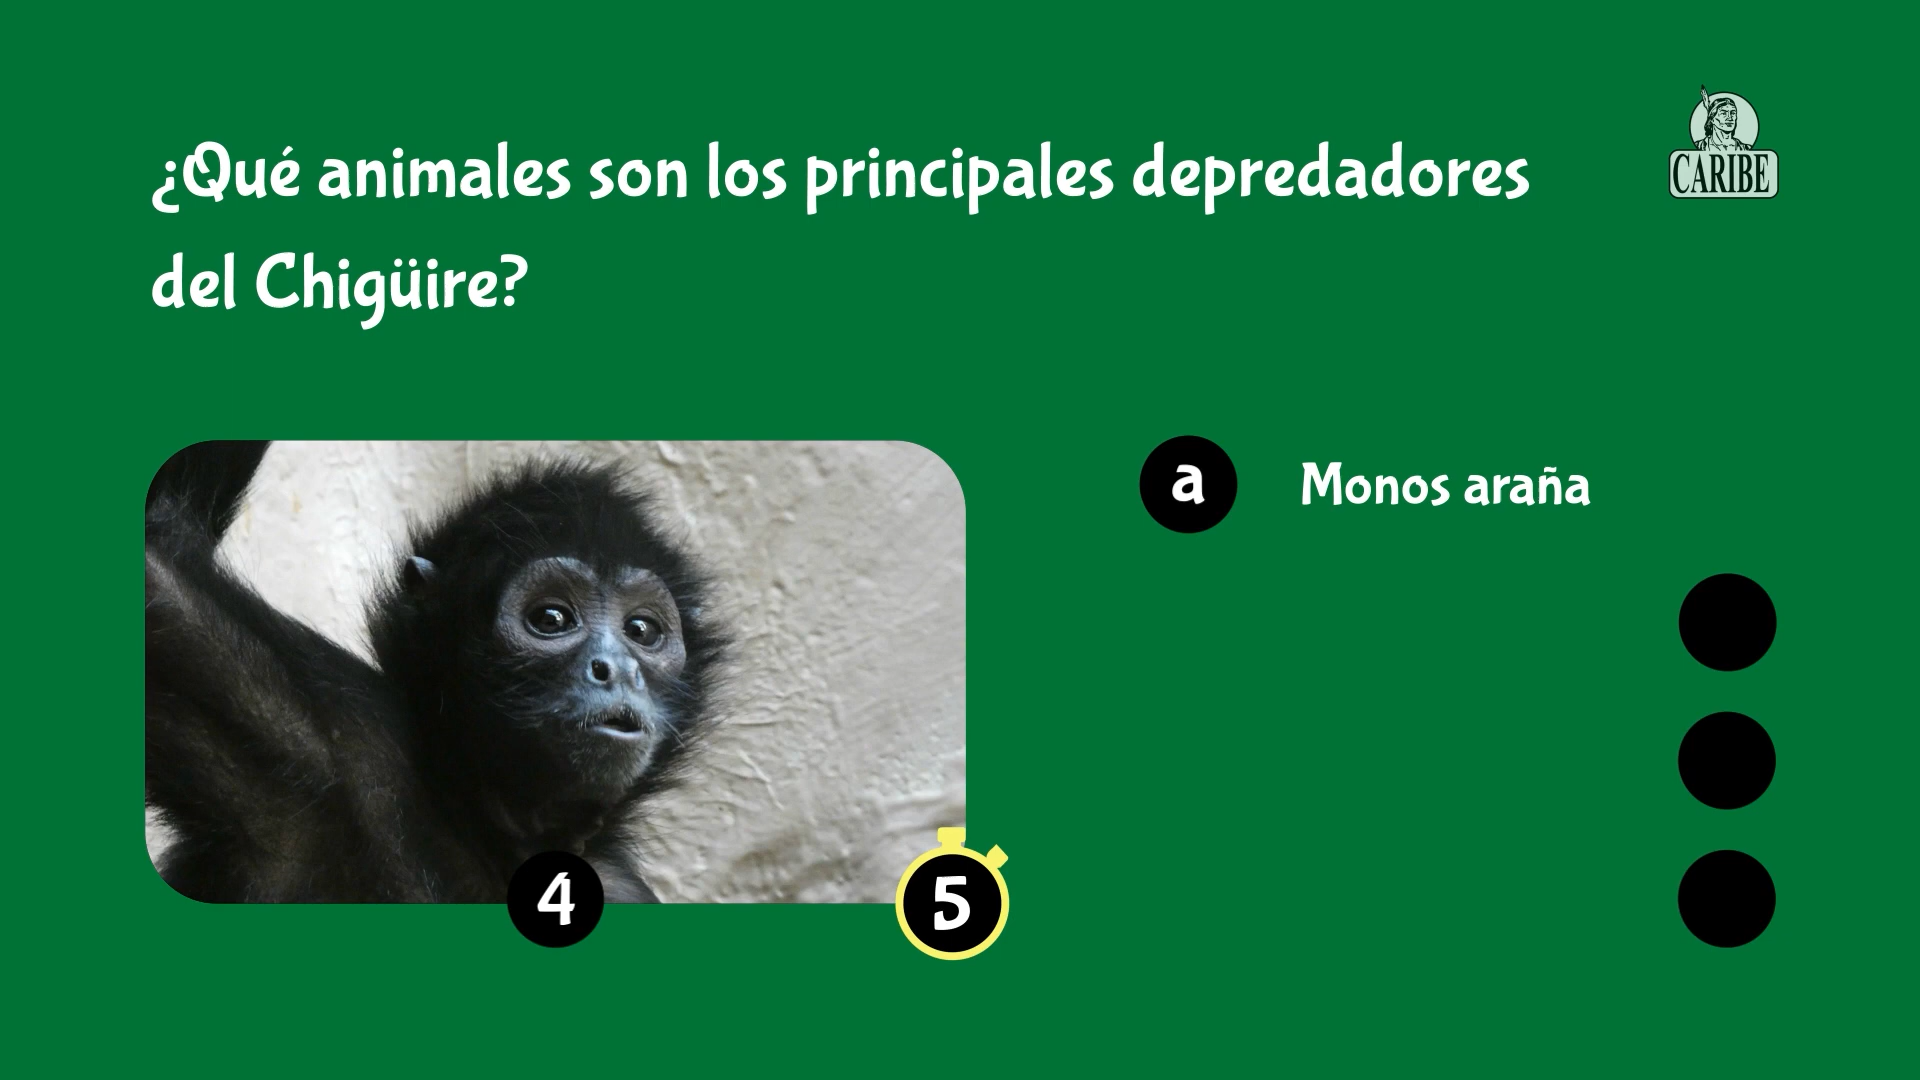 ¿Qué animales son los principales depredadores
del Chigüire?
CARIBE
a
Monos araña
4
5